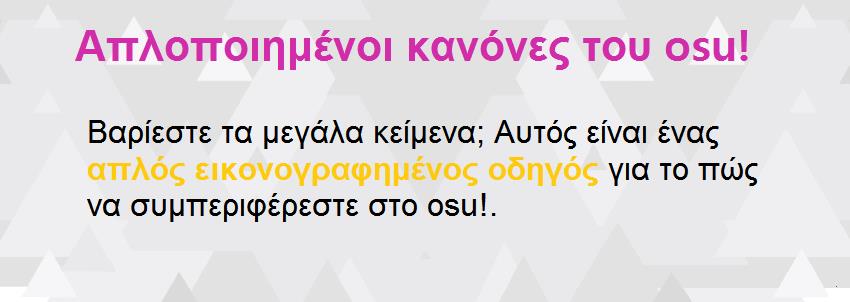 Απλοποιημένοι κανόνες του osu!
Βαρίεστε τα μεγάλα κείμενα; Αυτός είναι ένας
απλός εικονογραφημένος οδηγός για το πώς
να συμπεριφέρεστε στο osu!.